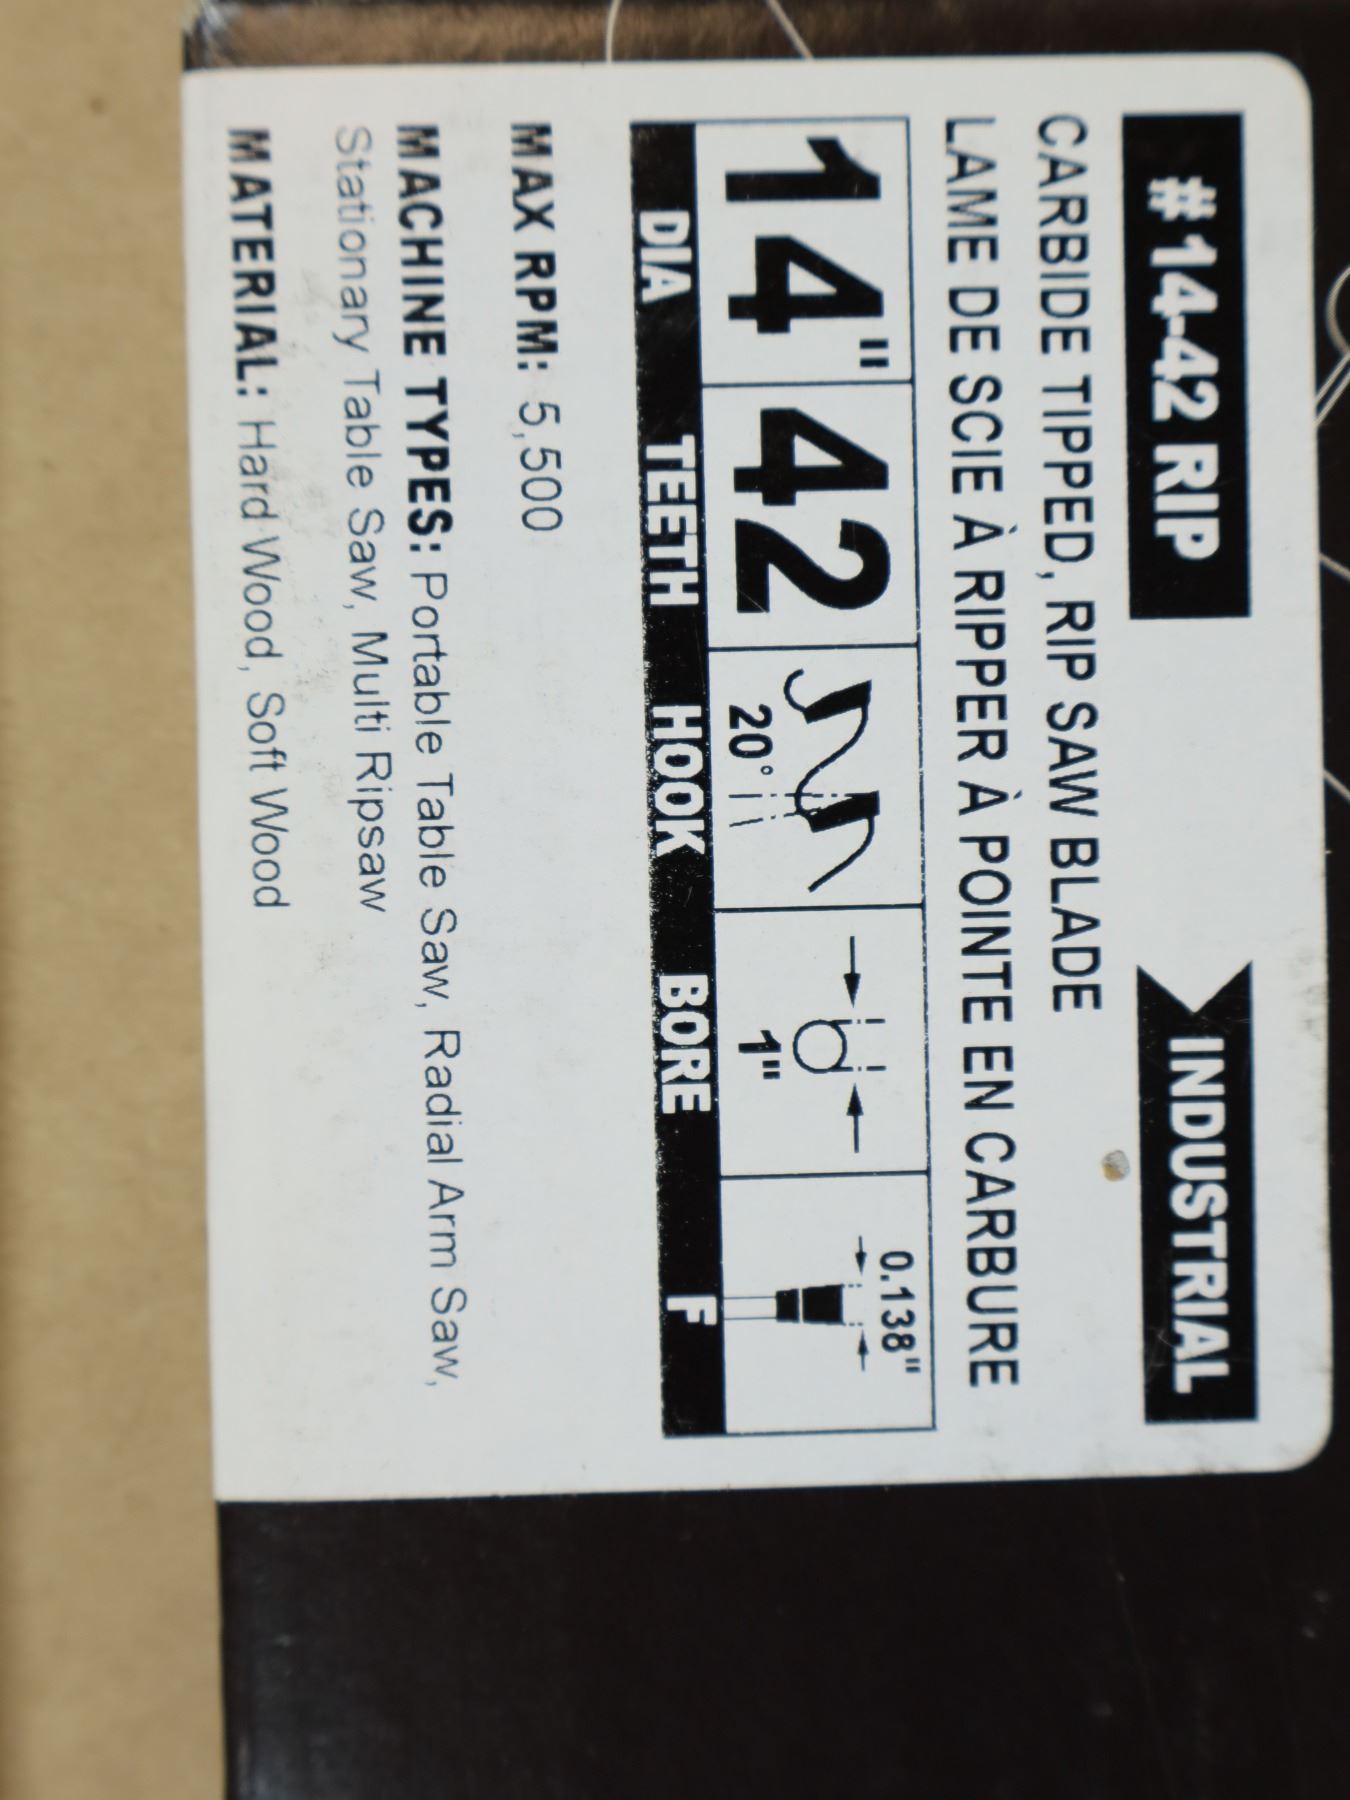 #14-42 RIP
INDUSTRIAL
CARBIDE TIPPED, RIP SAW BLADE
LAME DE SCIE À RIPPER À POINTE EN CARBURE
14" 42 20° 1" 0.138"
DIA TEETH HOOK BORE F
MAX RPM: 5,500
MACHINE TYPES: Portable Table Saw, Radial Arm Saw,
Stationary Table Saw, Multi Ripsaw
MATERIAL: Hard Wood, Soft Wood